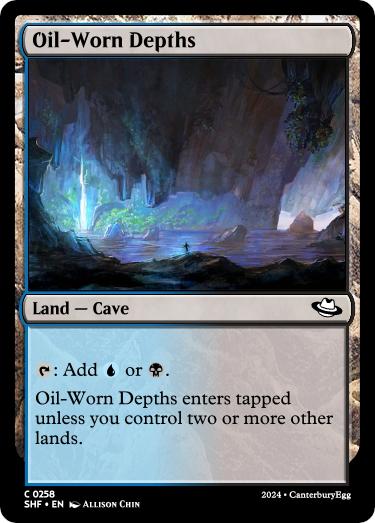 Oil-Worn Depths
Land — Cave
: Add or .
Oil-Worn Depths enters tapped
unless you control two or more other
lands.
C 0258
SHF • EN Allison Chin
2024 • CanterburyEgg